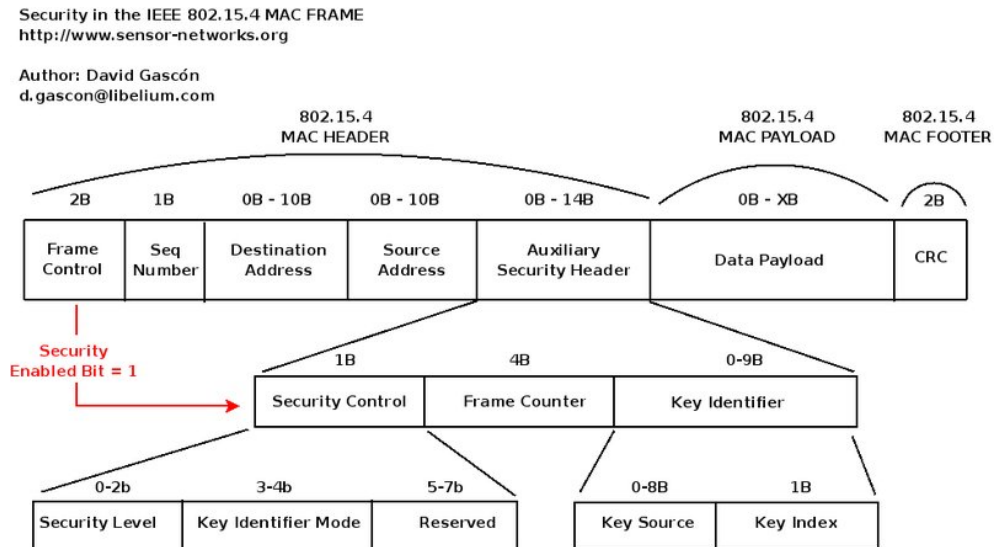 Security in the IEEE 802.15.4 MAC FRAME
http://www.sensor-networks.org
Author: David Gascón
d.gascon@libelium.com
802.15.4
MAC HEADER
802.15.4
MAC PAYLOAD
802.15.4
MAC FOOTER
2B 1B 0B - 10B 0B - 10B 0B - 14B 0B - XB 2B
Frame
Control
Seq
Number
Destination
Address
Source
Address
Auxiliary
Security Header
Data Payload
CRC
Security
Enabled Bit = 1
1B 4B 0-9B
Security Control Frame Counter Key Identifier
0-2b 3-4b 5-7b 0-8B 1B
Security Level Key Identifier Mode Reserved Key Source Key Index